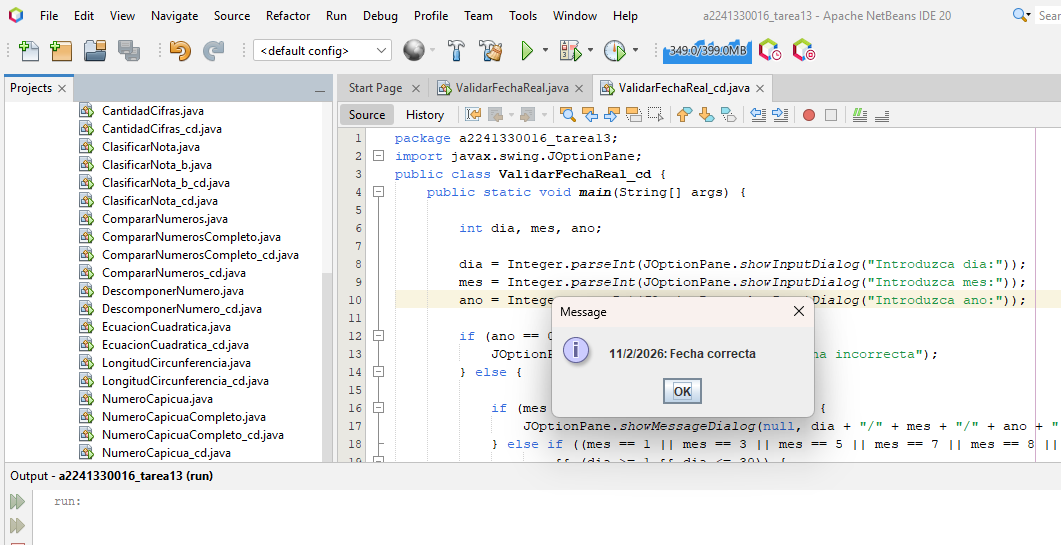 File Edit View Navigate Source Refactor Run Debug Profile Team Tools Window Help a2241330016_tarea13 - Apache NetBeans IDE 20 Sear
<default config> 349.0/399.0MB
Projects Start Page ValidarFechaReal.java ValidarFechaReal_cd.java
Source History
CantidadCifras.java
CantidadCifras_cd.java
ClasificarNota.java
ClasificarNota_b.java
ClasificarNota_b_cd.java
ClasificarNota_cd.java
CompararNumeros.java
CompararNumerosCompleto.java
CompararNumerosCompleto_cd.java
CompararNumeros_cd.java
DescomponerNumero.java
DescomponerNumero_cd.java
EcuacionCuadratica.java
EcuacionCuadratica_cd.java
LongitudCircunferencia.java
LongitudCircunferencia_cd.java
NumeroCapicua.java
NumeroCapicuaCompleto.java
NumeroCapicuaCompleto_cd.java
NumeroCapicua_cd.java
1 package a2241330016_tarea13;
2 import javax.swing.JOptionPane;
3 public class ValidarFechaReal_cd {
4 public static void main(String[] args) {
5
6 int dia, mes, ano;
7
8 dia = Integer.parseInt(JOptionPane.showInputDialog("Introduzca dia:"));
9 mes = Integer.parseInt(JOptionPane.showInputDialog("Introduzca mes:"));
10 ano = Integer Dialog("Introduzca ano:"));
11
12 if (ano == 0
13 JOptionP a incorrecta");
14 } else {
15
16 if (mes {
17 JOptionPane.showMessageDialog(null, dia + "/" + mes + "/" + ano + "
18 } else if ((mes == 1 || mes == 3 || mes == 5 || mes == 7 || mes == 8 ||
Message
11/2/2026: Fecha correcta
OK
Output - a2241330016_tarea13 (run)
run: